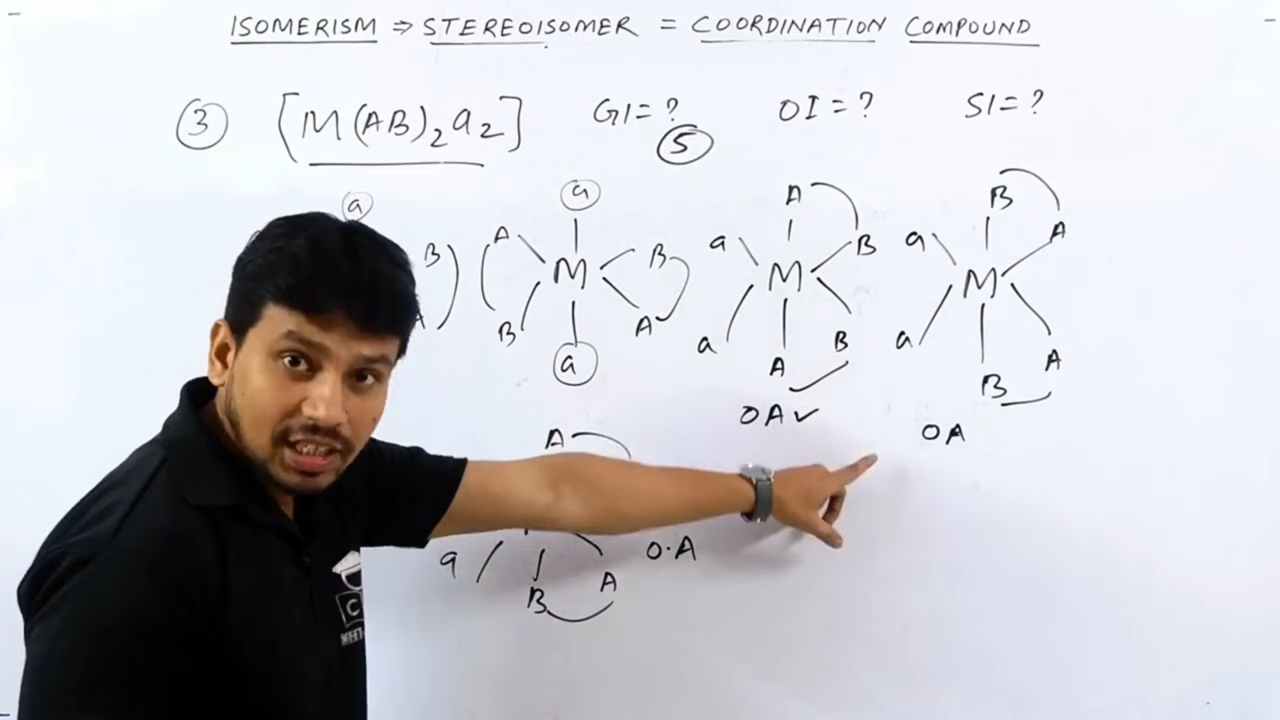 ISOMERISM ⇒ STEREOISOMER = COORDINATION COMPOUND
③ [M(AB)₂a₂] GI = ? OI = ? SI = ?
⑤
a
B
A
a
A B
M
B A
a
A
a B
M
a B
A
OA✓
B
a A
M
a A
B
OA
A
a
B A
O.A
C